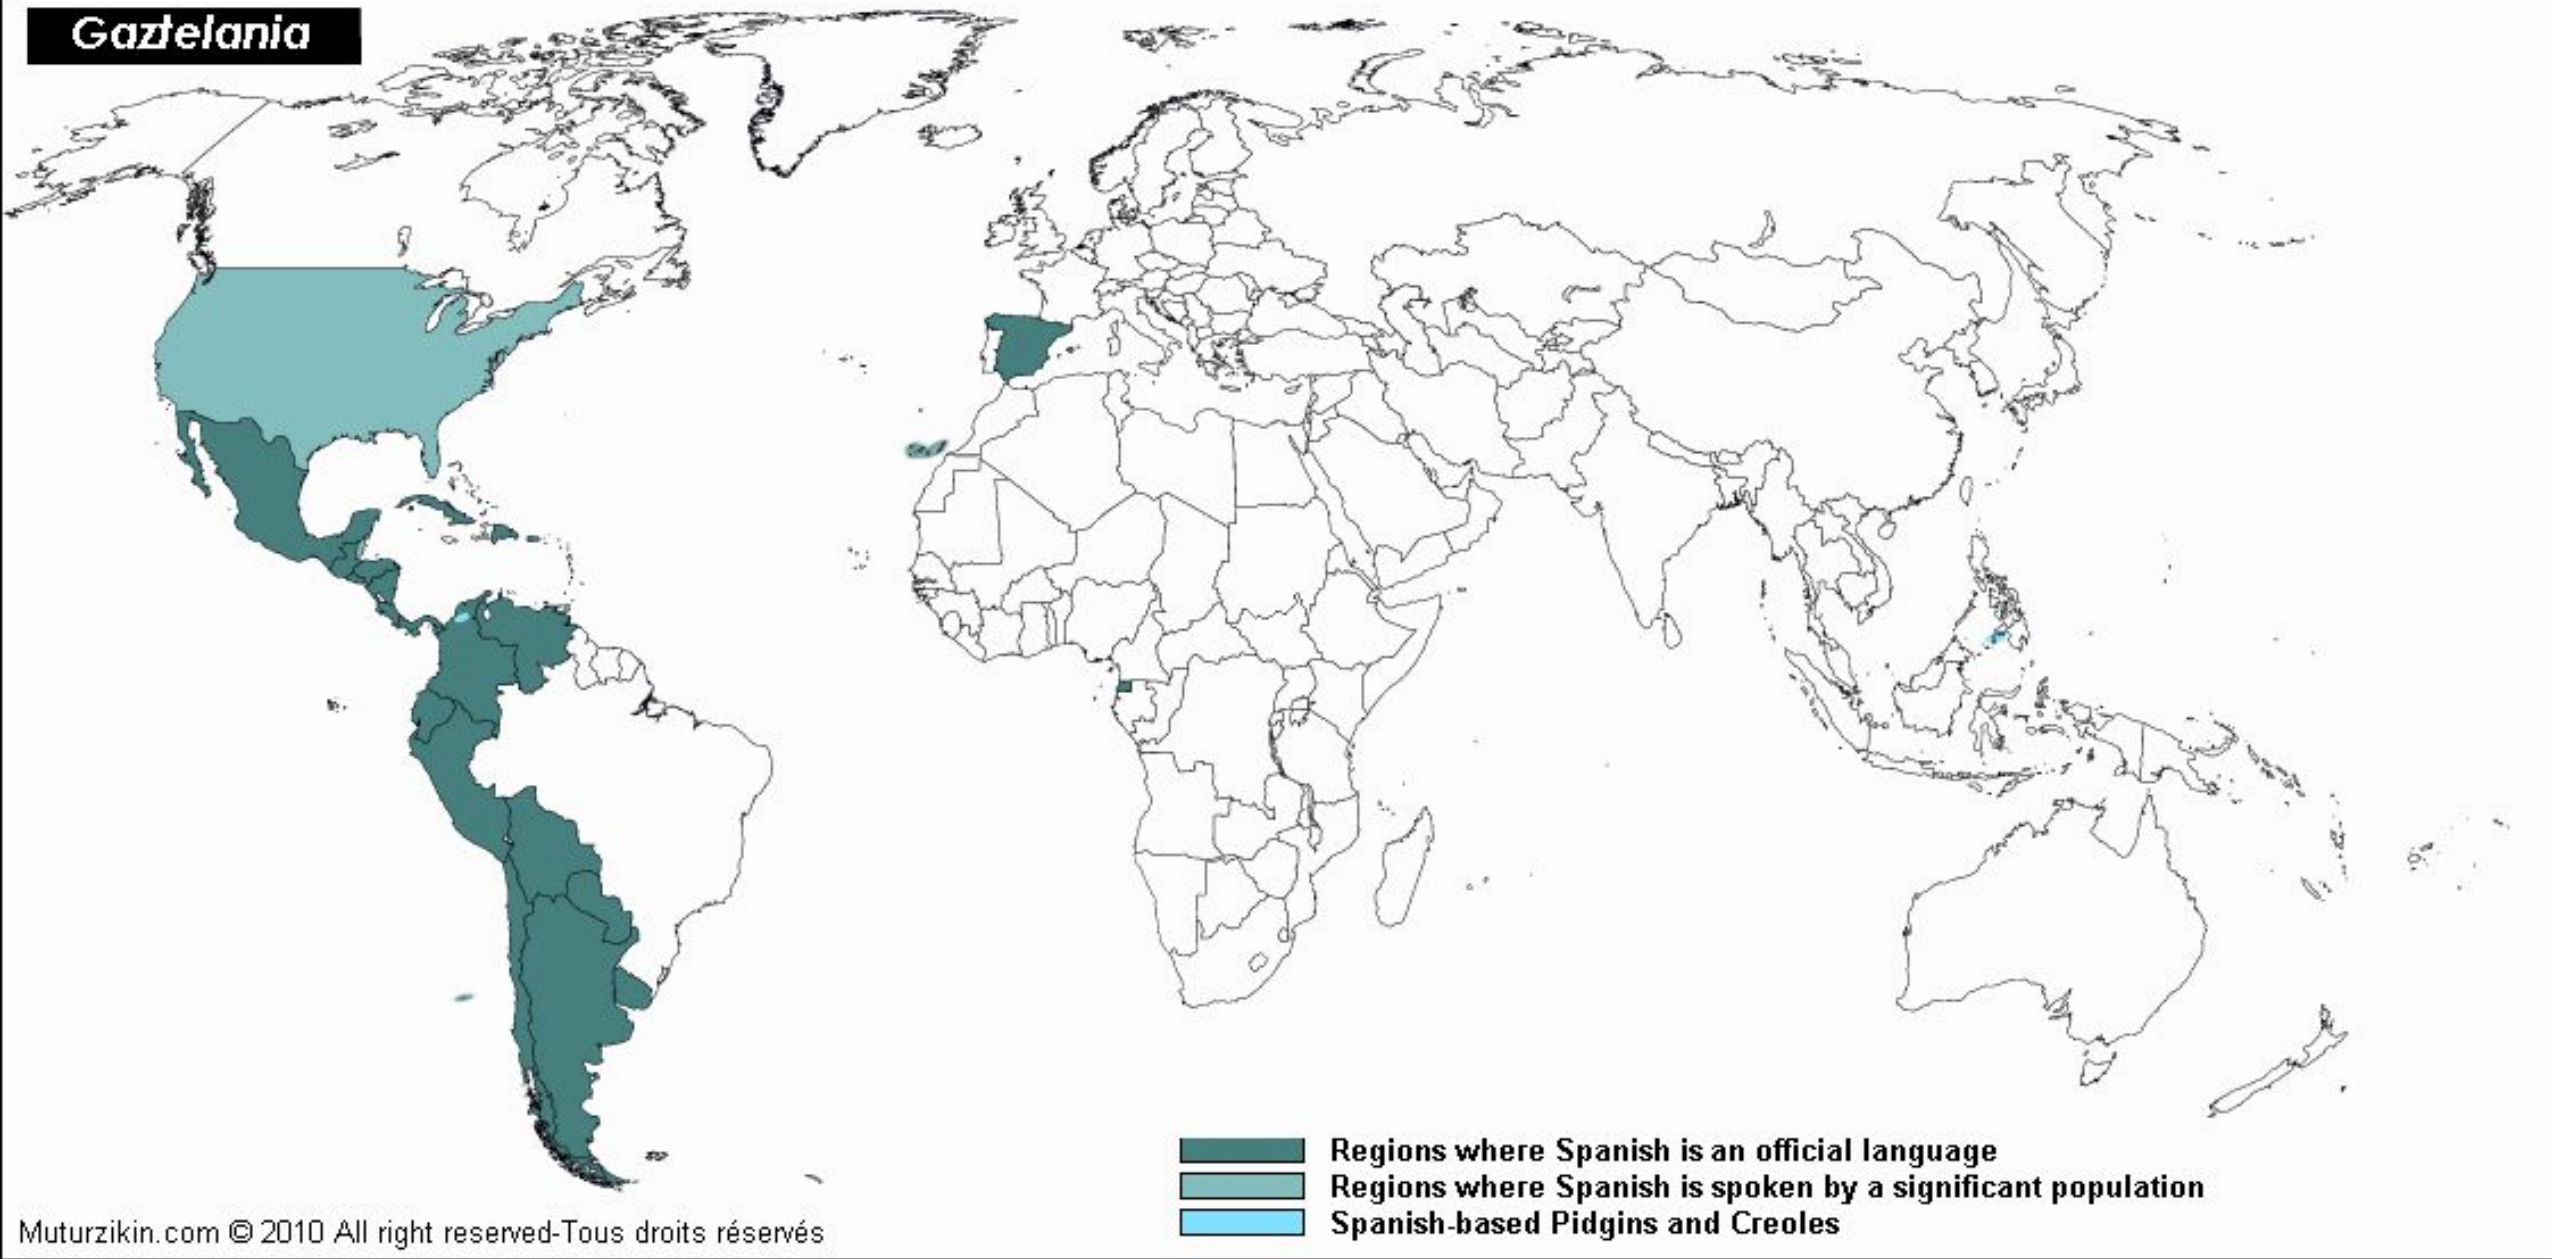 Gaztelania
Regions where Spanish is an official language
Regions where Spanish is spoken by a significant population
Spanish-based Pidgins and Creoles
Muturzikin.com © 2010 All right reserved-Tous droits réservés